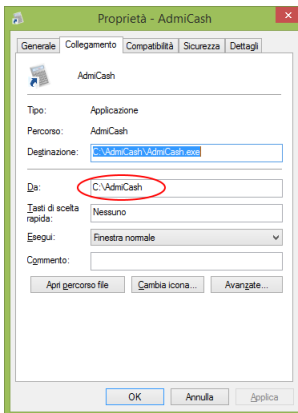 Proprietà - AdmiCash
Generale Collegamento Compatibilità Sicurezza Dettagli
AdmiCash
Tipo: Applicazione
Percorso: AdmiCash
Destinazione: C:\AdmiCash\AdmiCash.exe
Da: C:\AdmiCash
Tasti di scelta rapida: Nessuno
Esegui: Finestra normale
Commento:
Apri percorso file Cambia icona... Avanzate...
OK Annulla Applica